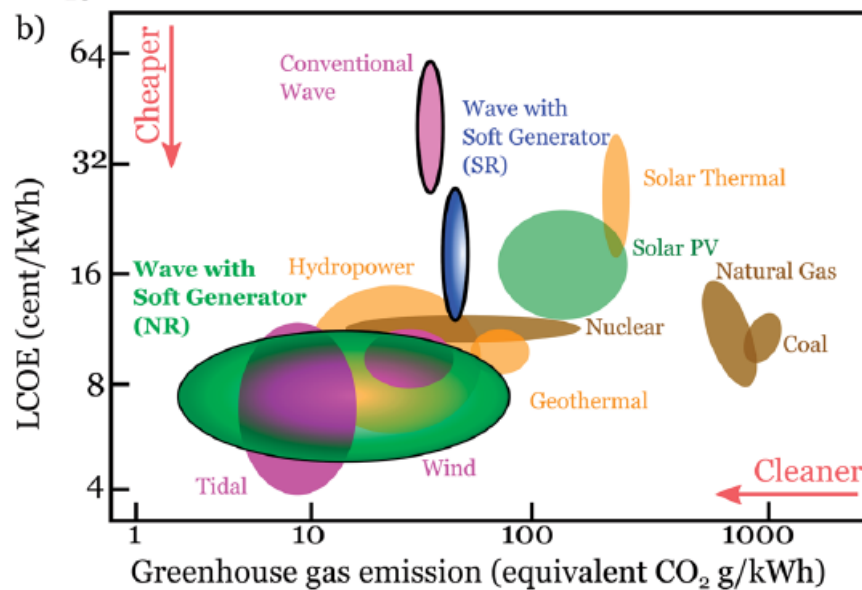 b)
64
32
16
8
4
LCOE (cent/kWh)
Cheaper
Conventional
Wave
Wave with
Soft Generator
(SR)
Solar Thermal
Solar PV
Hydropower
Wave with
Soft Generator
(NR)
Natural Gas
Nuclear
Coal
Geothermal
Wind
Tidal
Cleaner
1
10
100
1000
Greenhouse gas emission (equivalent CO₂ g/kWh)